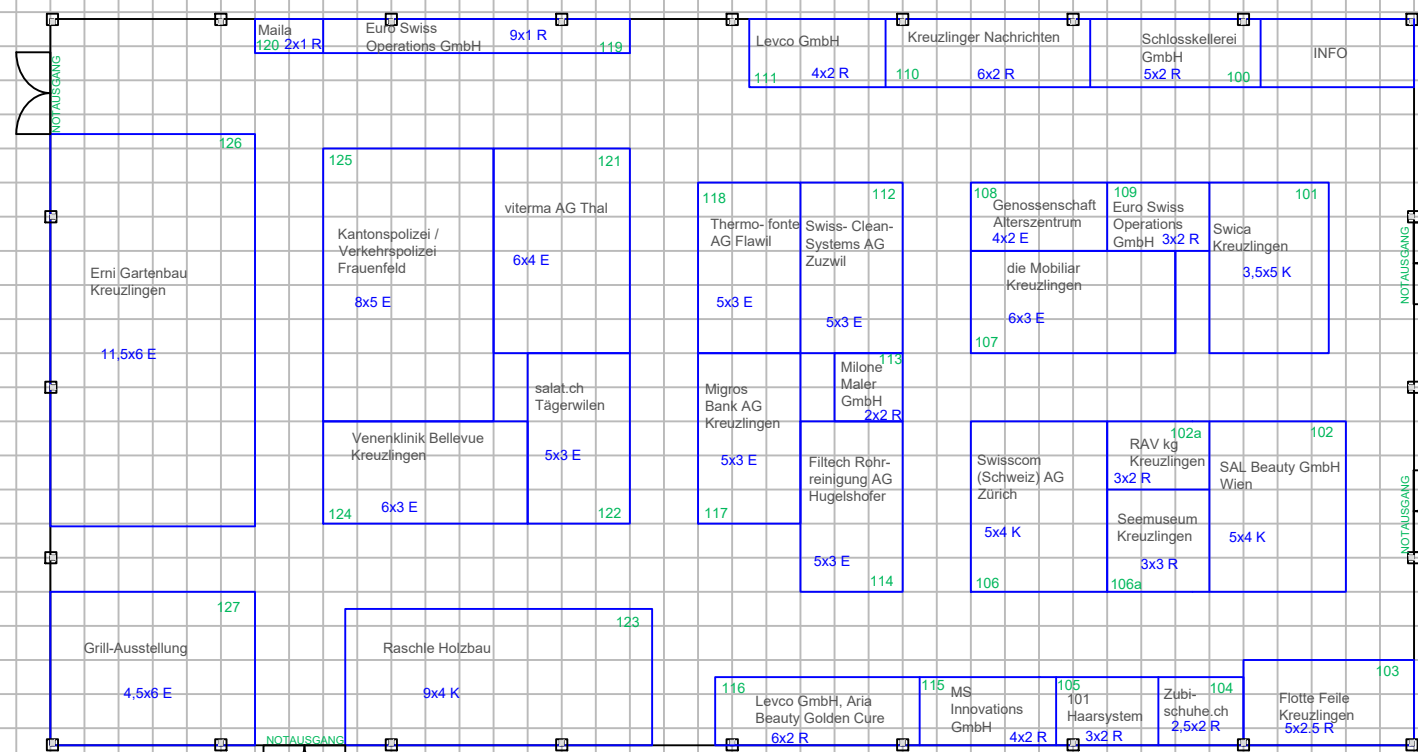 Maila
120 2x1 R
Euro Swiss
Operations GmbH
9x1 R
119
Levco GmbH
111
4x2 R
Kreuzlinger Nachrichten
110
6x2 R
Schlosskellerei
GmbH
5x2 R
100
INFO
NOTAUSGANG
126
Erni Gartenbau
Kreuzlingen
11,5x6 E
125
Kantonspolizei /
Verkehrspolizei
Frauenfeld
8x5 E
121
viterma AG Thal
6x4 E
118
Thermo- fonte
AG Flawil
5x3 E
112
Swiss- Clean-
Systems AG
Zuzwil
5x3 E
108
Genossenschaft
Alterszentrum
4x2 E
109
Euro Swiss
Operations
GmbH 3x2 R
101
Swica
Kreuzlingen
3,5x5 K
NOTAUSGANG
die Mobiliar
Kreuzlingen
6x3 E
107
salat.ch
Tägerwilen
5x3 E
122
Venenklinik Bellevue
Kreuzlingen
6x3 E
124
Migros
Bank AG
Kreuzlingen
5x3 E
117
113
Milone
Maler
GmbH
2x2 R
Filtech Rohr-
reinigung AG
Hugelshofer
5x3 E
114
Swisscom
(Schweiz) AG
Zürich
5x4 K
106
102a
RAV kg
Kreuzlingen
3x2 R
Seemuseum
Kreuzlingen
3x3 R
106a
102
SAL Beauty GmbH
Wien
5x4 K
NOTAUSGANG
127
Grill-Ausstellung
4,5x6 E
NOTAUSGANG
123
Raschle Holzbau
9x4 K
116
Levco GmbH, Aria
Beauty Golden Cure
6x2 R
115
MS
Innovations
GmbH
4x2 R
105
101
Haarsystem
3x2 R
104
Zubi-
schuhe.ch
2,5x2 R
103
Flotte Feile
Kreuzlingen
5x2.5 R